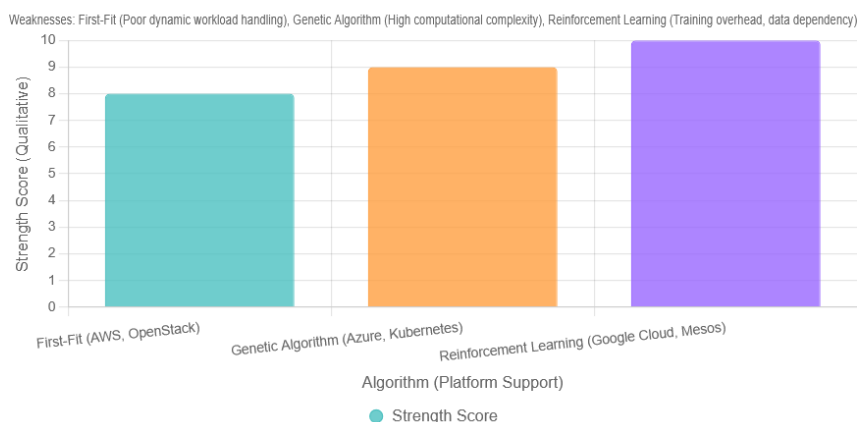 Weaknesses: First-Fit (Poor dynamic workload handling), Genetic Algorithm (High computational complexity), Reinforcement Learning (Training overhead, data dependency)
Strength Score (Qualitative)
10
9
8
7
6
5
4
3
2
1
0
First-Fit (AWS, OpenStack)
Genetic Algorithm (Azure, Kubernetes)
Reinforcement Learning (Google Cloud, Mesos)
Algorithm (Platform Support)
Strength Score